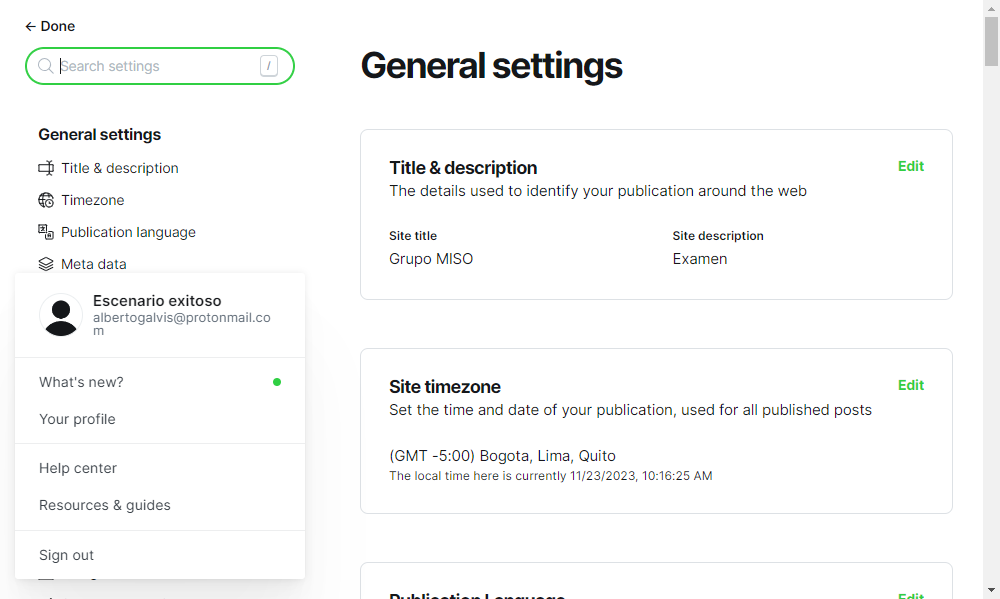 ← Done
Search settings /
General settings
Title & description
Timezone
Publication language
Meta data
Escenario exitoso
albertogalvis@protonmail.co
m
What's new?
Your profile
Help center
Resources & guides
Sign out
General settings
Title & description Edit
The details used to identify your publication around the web
Site title Site description
Grupo MISO Examen
Site timezone Edit
Set the time and date of your publication, used for all published posts
(GMT -5:00) Bogota, Lima, Quito
The local time here is currently 11/23/2023, 10:16:25 AM
Publication Language Edit